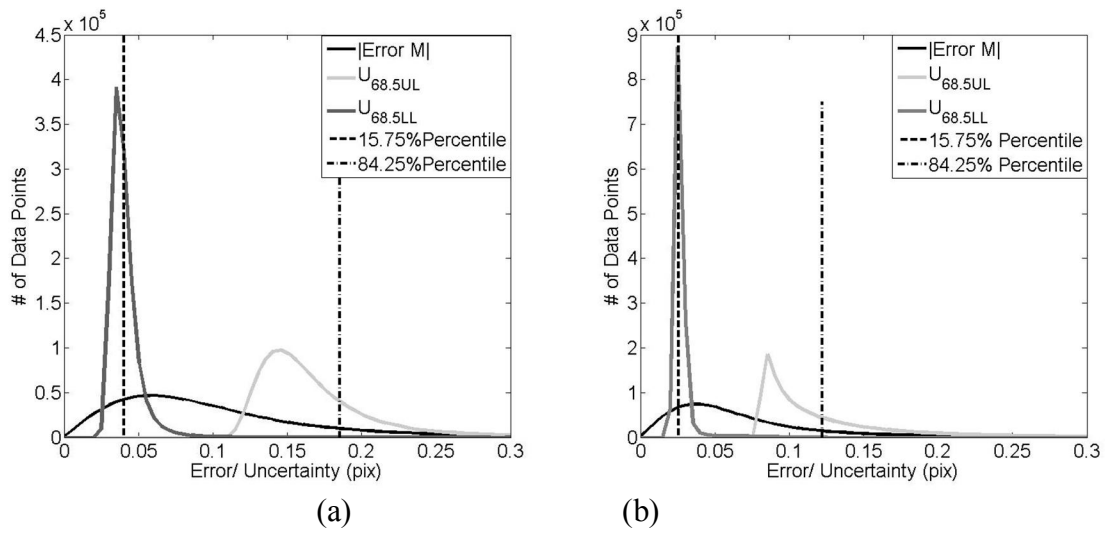 x 10^5
4.5
4
3.5
3
2.5
2
1.5
1
0.5
0
# of Data Points
0 0.05 0.1 0.15 0.2 0.25 0.3
Error/ Uncertainty (pix)
|Error M|
U68.5UL
U68.5LL
15.75%Percentile
84.25%Percentile
(a)
x 10^5
9
8
7
6
5
4
3
2
1
0
# of Data Points
0 0.05 0.1 0.15 0.2 0.25 0.3
Error/ Uncertainty (pix)
|Error M|
U68.5UL
U68.5LL
15.75% Percentile
84.25% Percentile
(b)